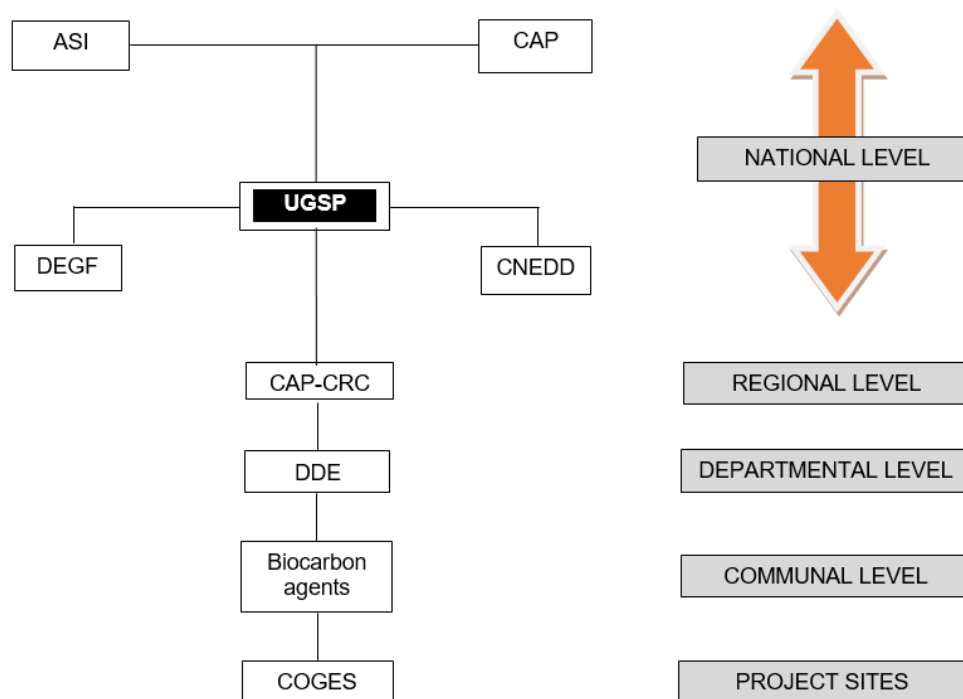 ASI
CAP
NATIONAL LEVEL
UGSP
DEGF
CNEDD
CAP-CRC
REGIONAL LEVEL
DDE
DEPARTMENTAL LEVEL
Biocarbon
agents
COMMUNAL LEVEL
COGES
PROJECT SITES